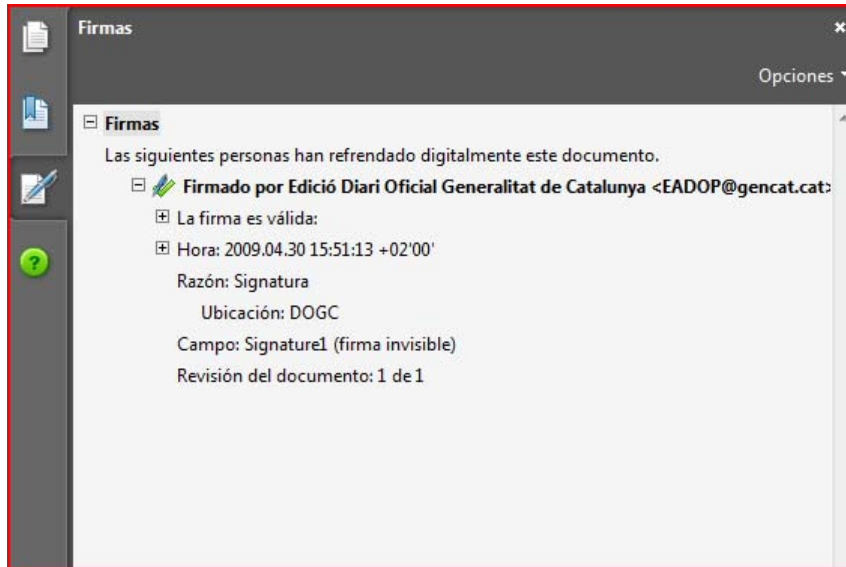 Firmas
Opciones
Firmas
Las siguientes personas han refrendado digitalmente este documento.
Firmado por Edició Diari Oficial Generalitat de Catalunya <EADOP@gencat.cat>
La firma es válida:
Hora: 2009.04.30 15:51:13 +02'00'
Razón: Signatura
Ubicación: DOGC
Campo: Signature1 (firma invisible)
Revisión del documento: 1 de 1